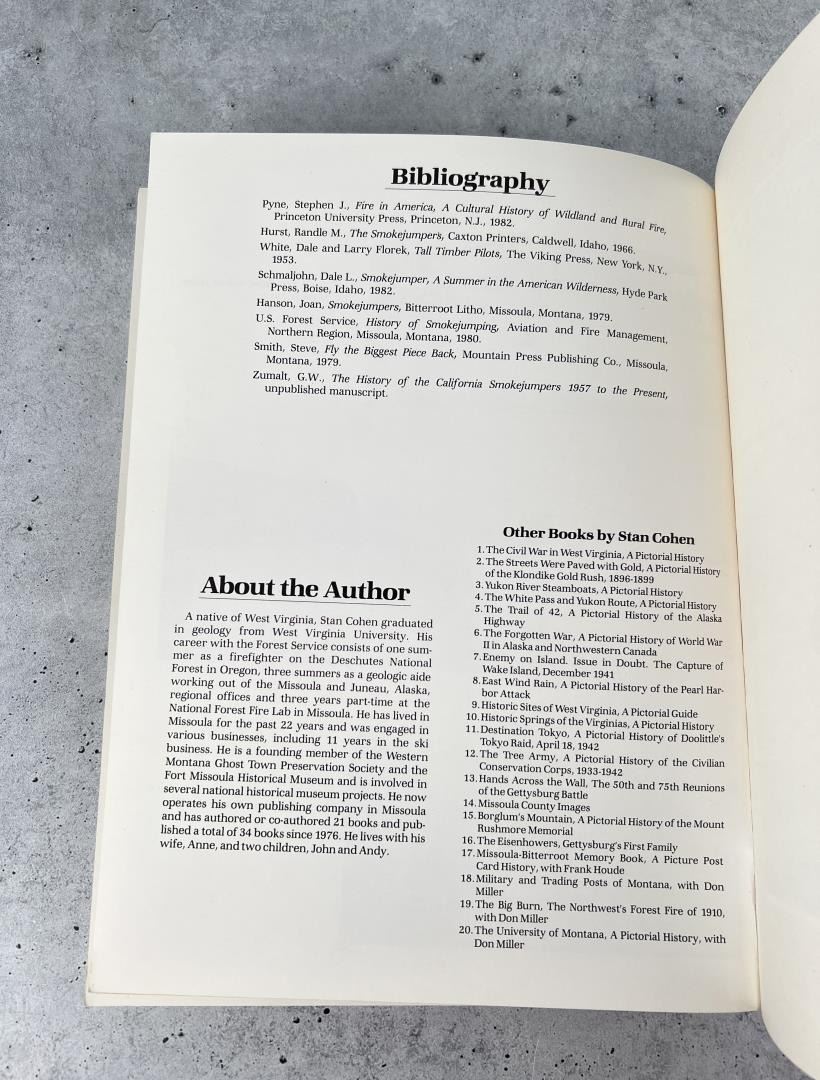 Bibliography
Pyne, Stephen J., Fire in America, A Cultural History of Wildland and Rural Fire,
Princeton University Press, Princeton, N.J., 1982.
Hurst, Randle M., The Smokejumpers, Caxton Printers, Caldwell, Idaho, 1966.
White, Dale and Larry Florek, Tall Timber Pilots, The Viking Press, New York, N.Y.,
1953.
Schmaljohn, Dale L., Smokejumper, A Summer in the American Wilderness, Hyde Park
Press, Boise, Idaho, 1982.
Hanson, Joan, Smokejumpers, Bitterroot Litho, Missoula, Montana, 1979.
U.S. Forest Service, History of Smokejumping, Aviation and Fire Management,
Northern Region, Missoula, Montana, 1980.
Smith, Steve, Fly the Biggest Piece Back, Mountain Press Publishing Co., Missoula,
Montana, 1979.
Zumalt, G.W., The History of the California Smokejumpers 1957 to the Present,
unpublished manuscript.
About the Author
A native of West Virginia, Stan Cohen graduated
in geology from West Virginia University. His
career with the Forest Service consists of one sum-
mer as a firefighter on the Deschutes National
Forest in Oregon, three summers as a geologic aide
working out of the Missoula and Juneau, Alaska,
regional offices and three years part-time at the
National Forest Fire Lab in Missoula. He has lived in
Missoula for the past 22 years and was engaged in
various businesses, including 11 years in the ski
business. He is a founding member of the Western
Montana Ghost Town Preservation Society and the
Fort Missoula Historical Museum and is involved in
several national historical museum projects. He now
operates his own publishing company in Missoula
and has authored or co-authored 21 books and pub-
lished a total of 34 books since 1976. He lives with his
wife, Anne, and two children, John and Andy.
Other Books by Stan Cohen
1. The Civil War in West Virginia, A Pictorial History
2. The Streets Were Paved with Gold, A Pictorial History
of the Klondike Gold Rush, 1896-1899
3. Yukon River Steamboats, A Pictorial History
4. The White Pass and Yukon Route, A Pictorial History
5. The Trail of 42, A Pictorial History of the Alaska
Highway
6. The Forgotten War, A Pictorial History of World War
II in Alaska and Northwestern Canada
7. Enemy on Island. Issue in Doubt. The Capture of
Wake Island, December 1941
8. East Wind Rain, A Pictorial History of the Pearl Har-
bor Attack
9. Historic Sites of West Virginia, A Pictorial Guide
10. Historic Springs of the Virginias, A Pictorial History
11. Destination Tokyo, A Pictorial History of Doolittle's
Tokyo Raid, April 18, 1942
12. The Tree Army, A Pictorial History of the Civilian
Conservation Corps, 1933-1942
13. Hands Across the Wall, The 50th and 75th Reunions
of the Gettysburg Battle
14. Missoula County Images
15. Borglum's Mountain, A Pictorial History of the Mount
Rushmore Memorial
16. The Eisenhowers, Gettysburg's First Family
17. Missoula-Bitterroot Memory Book, A Picture Post
Card History, with Frank Houde
18. Military and Trading Posts of Montana, with Don
Miller
19. The Big Burn, The Northwest's Forest Fire of 1910,
with Don Miller
20. The University of Montana, A Pictorial History, with
Don Miller